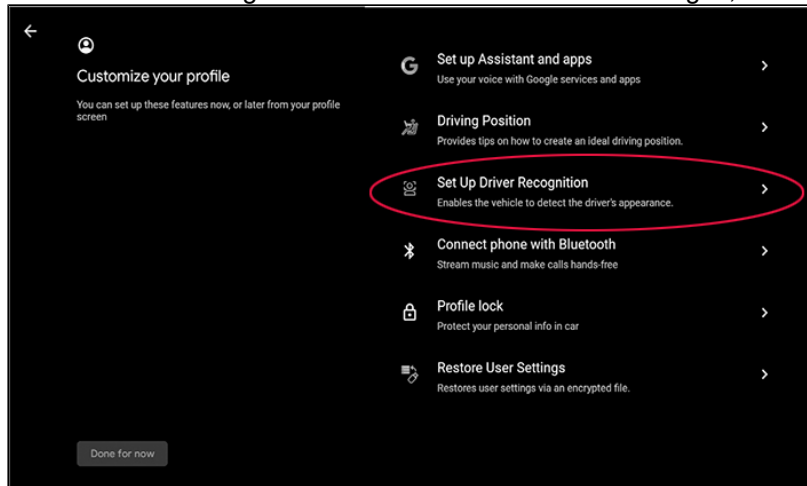 Customize your profile
You can set up these features now, or later from your profile
screen
Set up Assistant and apps
Use your voice with Google services and apps
Driving Position
Provides tips on how to create an ideal driving position.
Set Up Driver Recognition
Enables the vehicle to detect the driver's appearance.
Connect phone with Bluetooth
Stream music and make calls hands-free
Profile lock
Protect your personal info in car
Restore User Settings
Restores user settings via an encrypted file.
Done for now